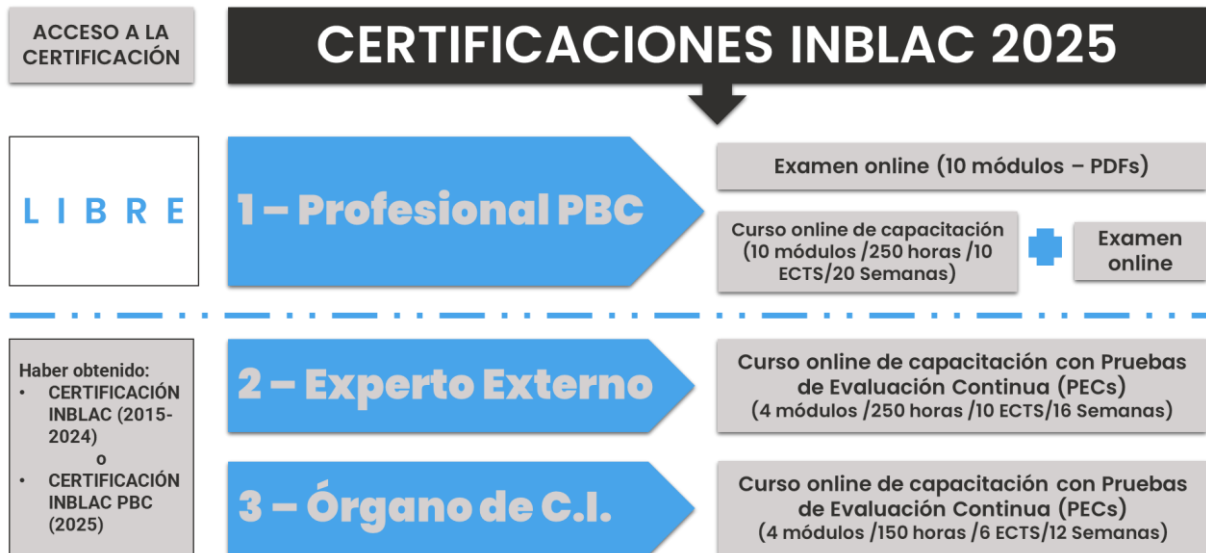 ACCESO A LA
CERTIFICACIÓN
CERTIFICACIONES INBLAC 2025
L I B R E
1 – Profesional PBC
Examen online (10 módulos – PDFs)
Curso online de capacitación
(10 módulos /250 horas /10
ECTS/20 Semanas)
Examen
online
Haber obtenido:
• CERTIFICACIÓN
INBLAC (2015-
2024)
o
• CERTIFICACIÓN
INBLAC PBC
(2025)
2 – Experto Externo
Curso online de capacitación con Pruebas
de Evaluación Continua (PECs)
(4 módulos /250 horas /10 ECTS/16 Semanas)
3 – Órgano de C.I.
Curso online de capacitación con Pruebas
de Evaluación Continua (PECs)
(4 módulos /150 horas /6 ECTS/12 Semanas)